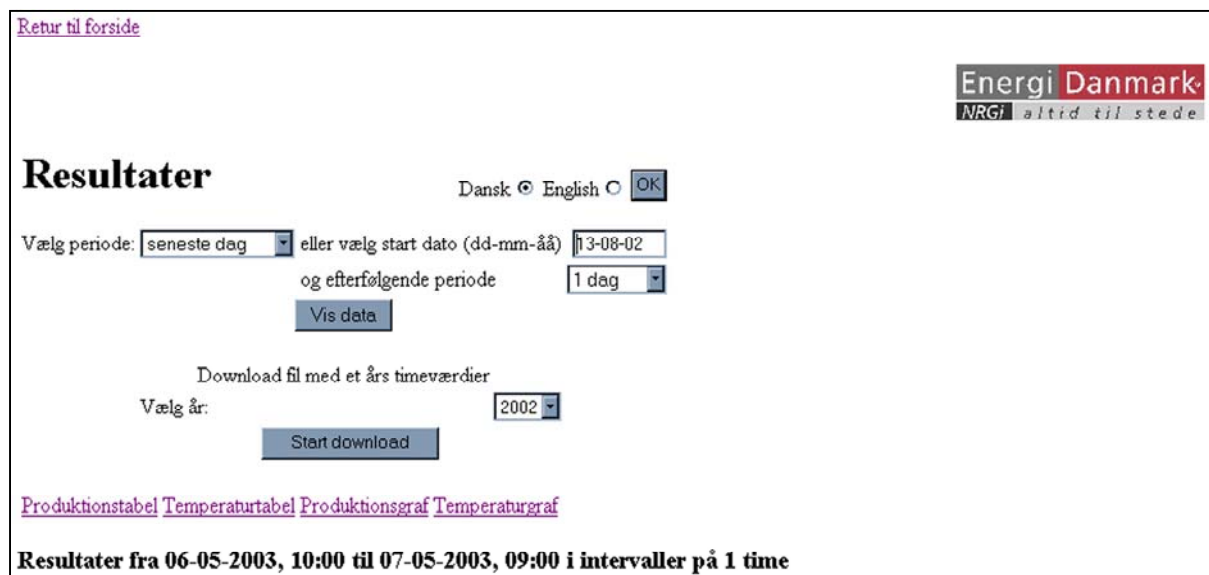 Retur til forside
Energi Danmark
NRGi altid til stede
Resultater
Dansk English OK
Vælg periode: seneste dag eller vælg start dato (dd-mm-åå) 13-08-02
og efterfølgende periode 1 dag
Vis data
Download fil med et års timeværdier
Vælg år: 2002
Start download
Produktionstabel Temperaturtabel Produktionsgraf Temperaturgraf
Resultater fra 06-05-2003, 10:00 til 07-05-2003, 09:00 i intervaller på 1 time